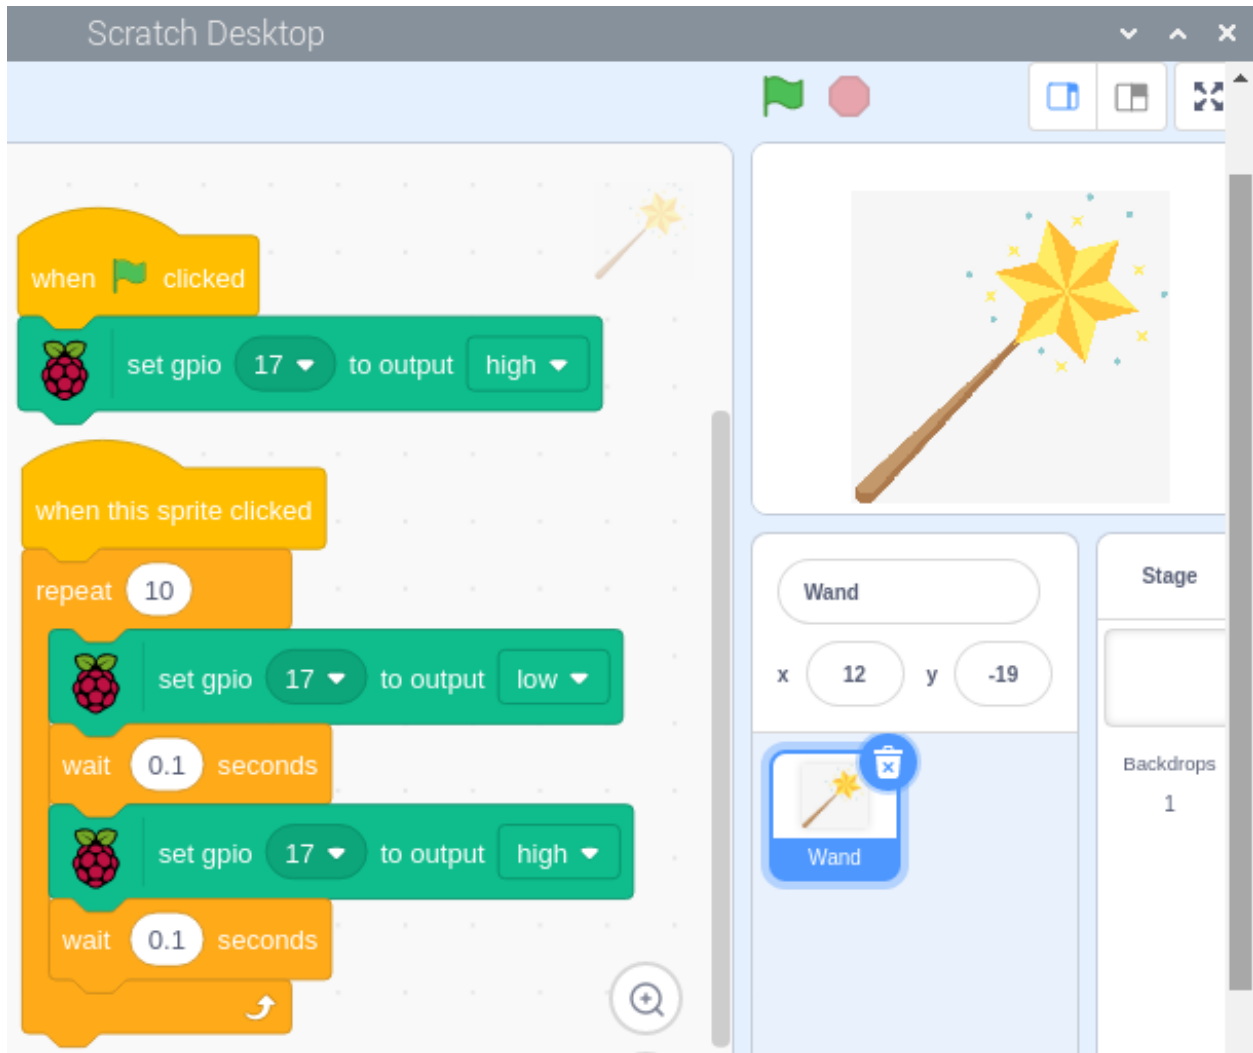 Scratch Desktop
when clicked
set gpio 17 to output high
when this sprite clicked
repeat 10
set gpio 17 to output low
wait 0.1 seconds
set gpio 17 to output high
wait 0.1 seconds
Wand
x 12 y -19
Wand
Stage
Backdrops
1